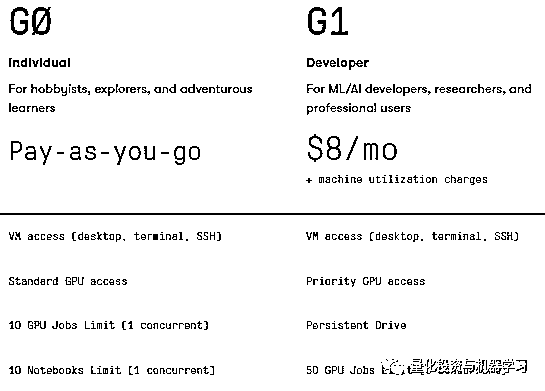 G0
Individual
For hobbyists, explorers, and adventurous
learners
Pay-as-you-go
VM access (desktop, terminal, SSH)
Standard GPU access
10 GPU Jobs Limit (1 concurrent)
10 Notebooks Limit (1 concurrent)
G1
Developer
For ML/AI developers, researchers, and
professional users
$8/mo
+ machine utilization charges
VM access (desktop, terminal, SSH)
Priority GPU access
Persistent Drive
50 GPU Jobs
量化投资与机器学习